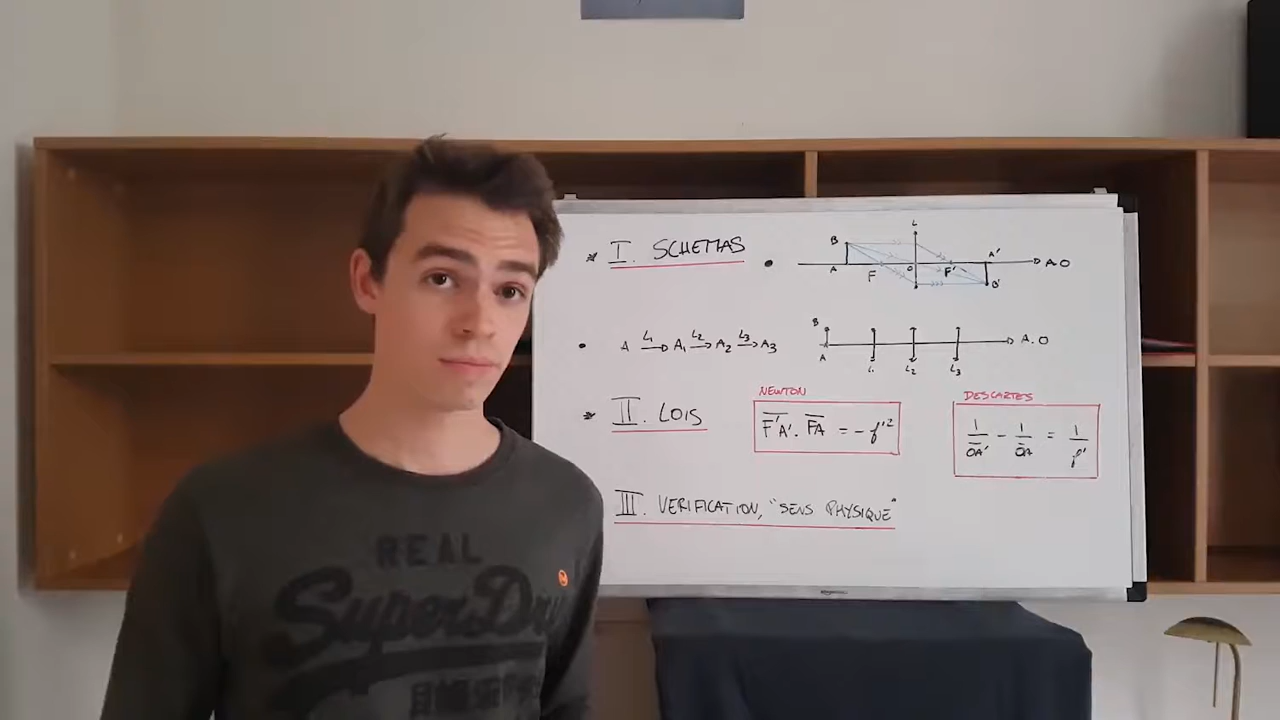 * I. SCHEMAS
L
B
A F O F' A' A.O
B'
• A L₁→ A₁ L₂→ A₂ L₃→ A₃
B
A. O
A L₁ L₂ L₃
* II. LOIS
NEWTON
F'A'. FA = - f'²
DESCARTES
1/OA' - 1/OA = 1/f'
III. VERIFICATION, "SENS PHYSIQUE"
REAL
SuperDry